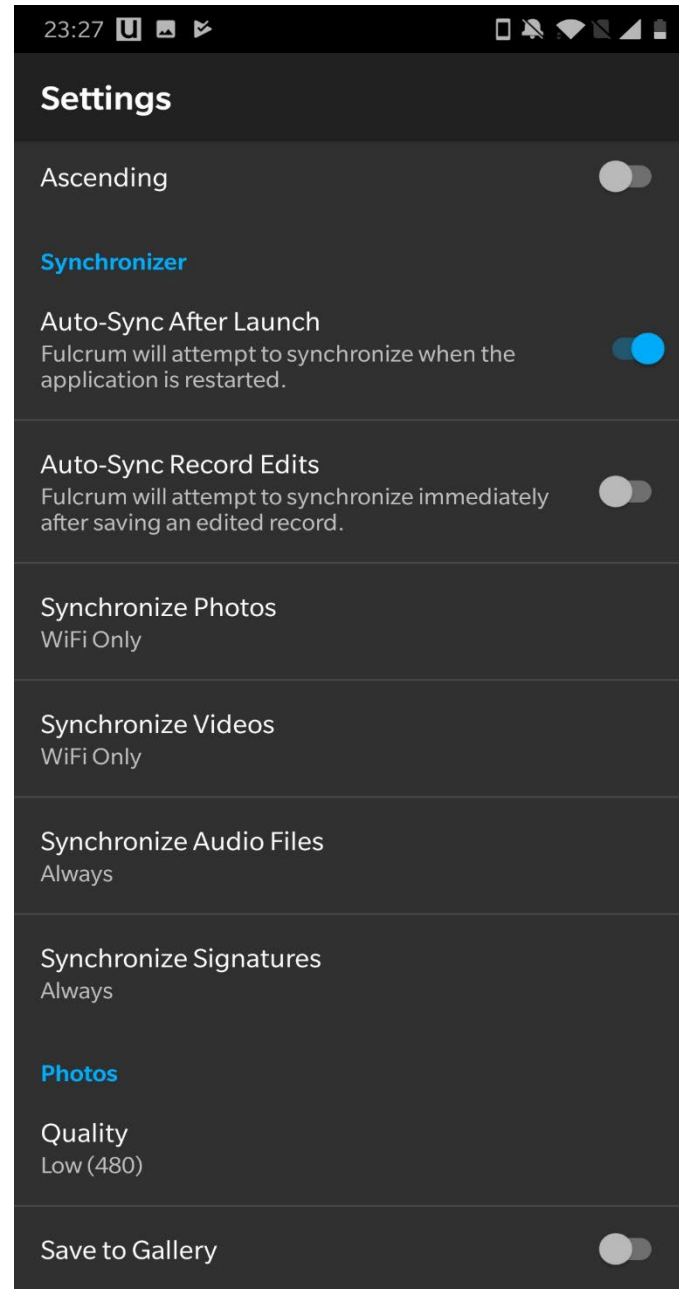 23:27 U
Settings
Ascending
Synchronizer
Auto-Sync After Launch
Fulcrum will attempt to synchronize when the
application is restarted.
Auto-Sync Record Edits
Fulcrum will attempt to synchronize immediately
after saving an edited record.
Synchronize Photos
WiFi Only
Synchronize Videos
WiFi Only
Synchronize Audio Files
Always
Synchronize Signatures
Always
Photos
Quality
Low (480)
Save to Gallery